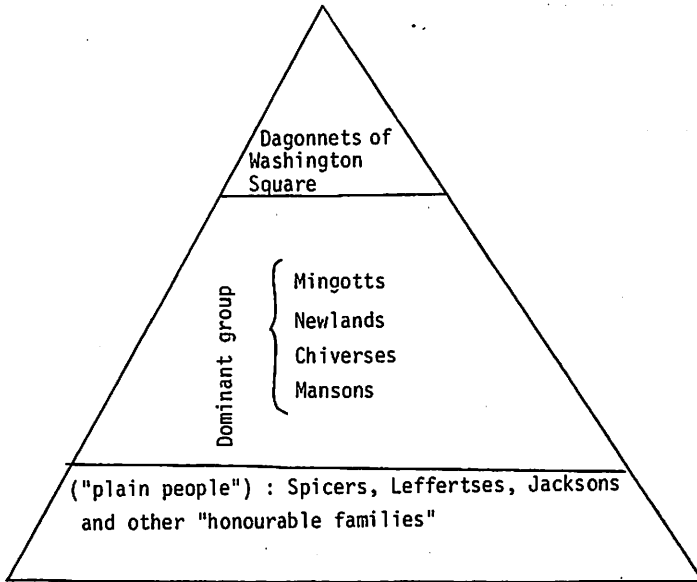 Dagonnets of
Washington
Square
Dominant group
Mingotts
Newlands
Chiverses
Mansons
("plain people") : Spicers, Leffertses, Jacksons
and other "honourable families"